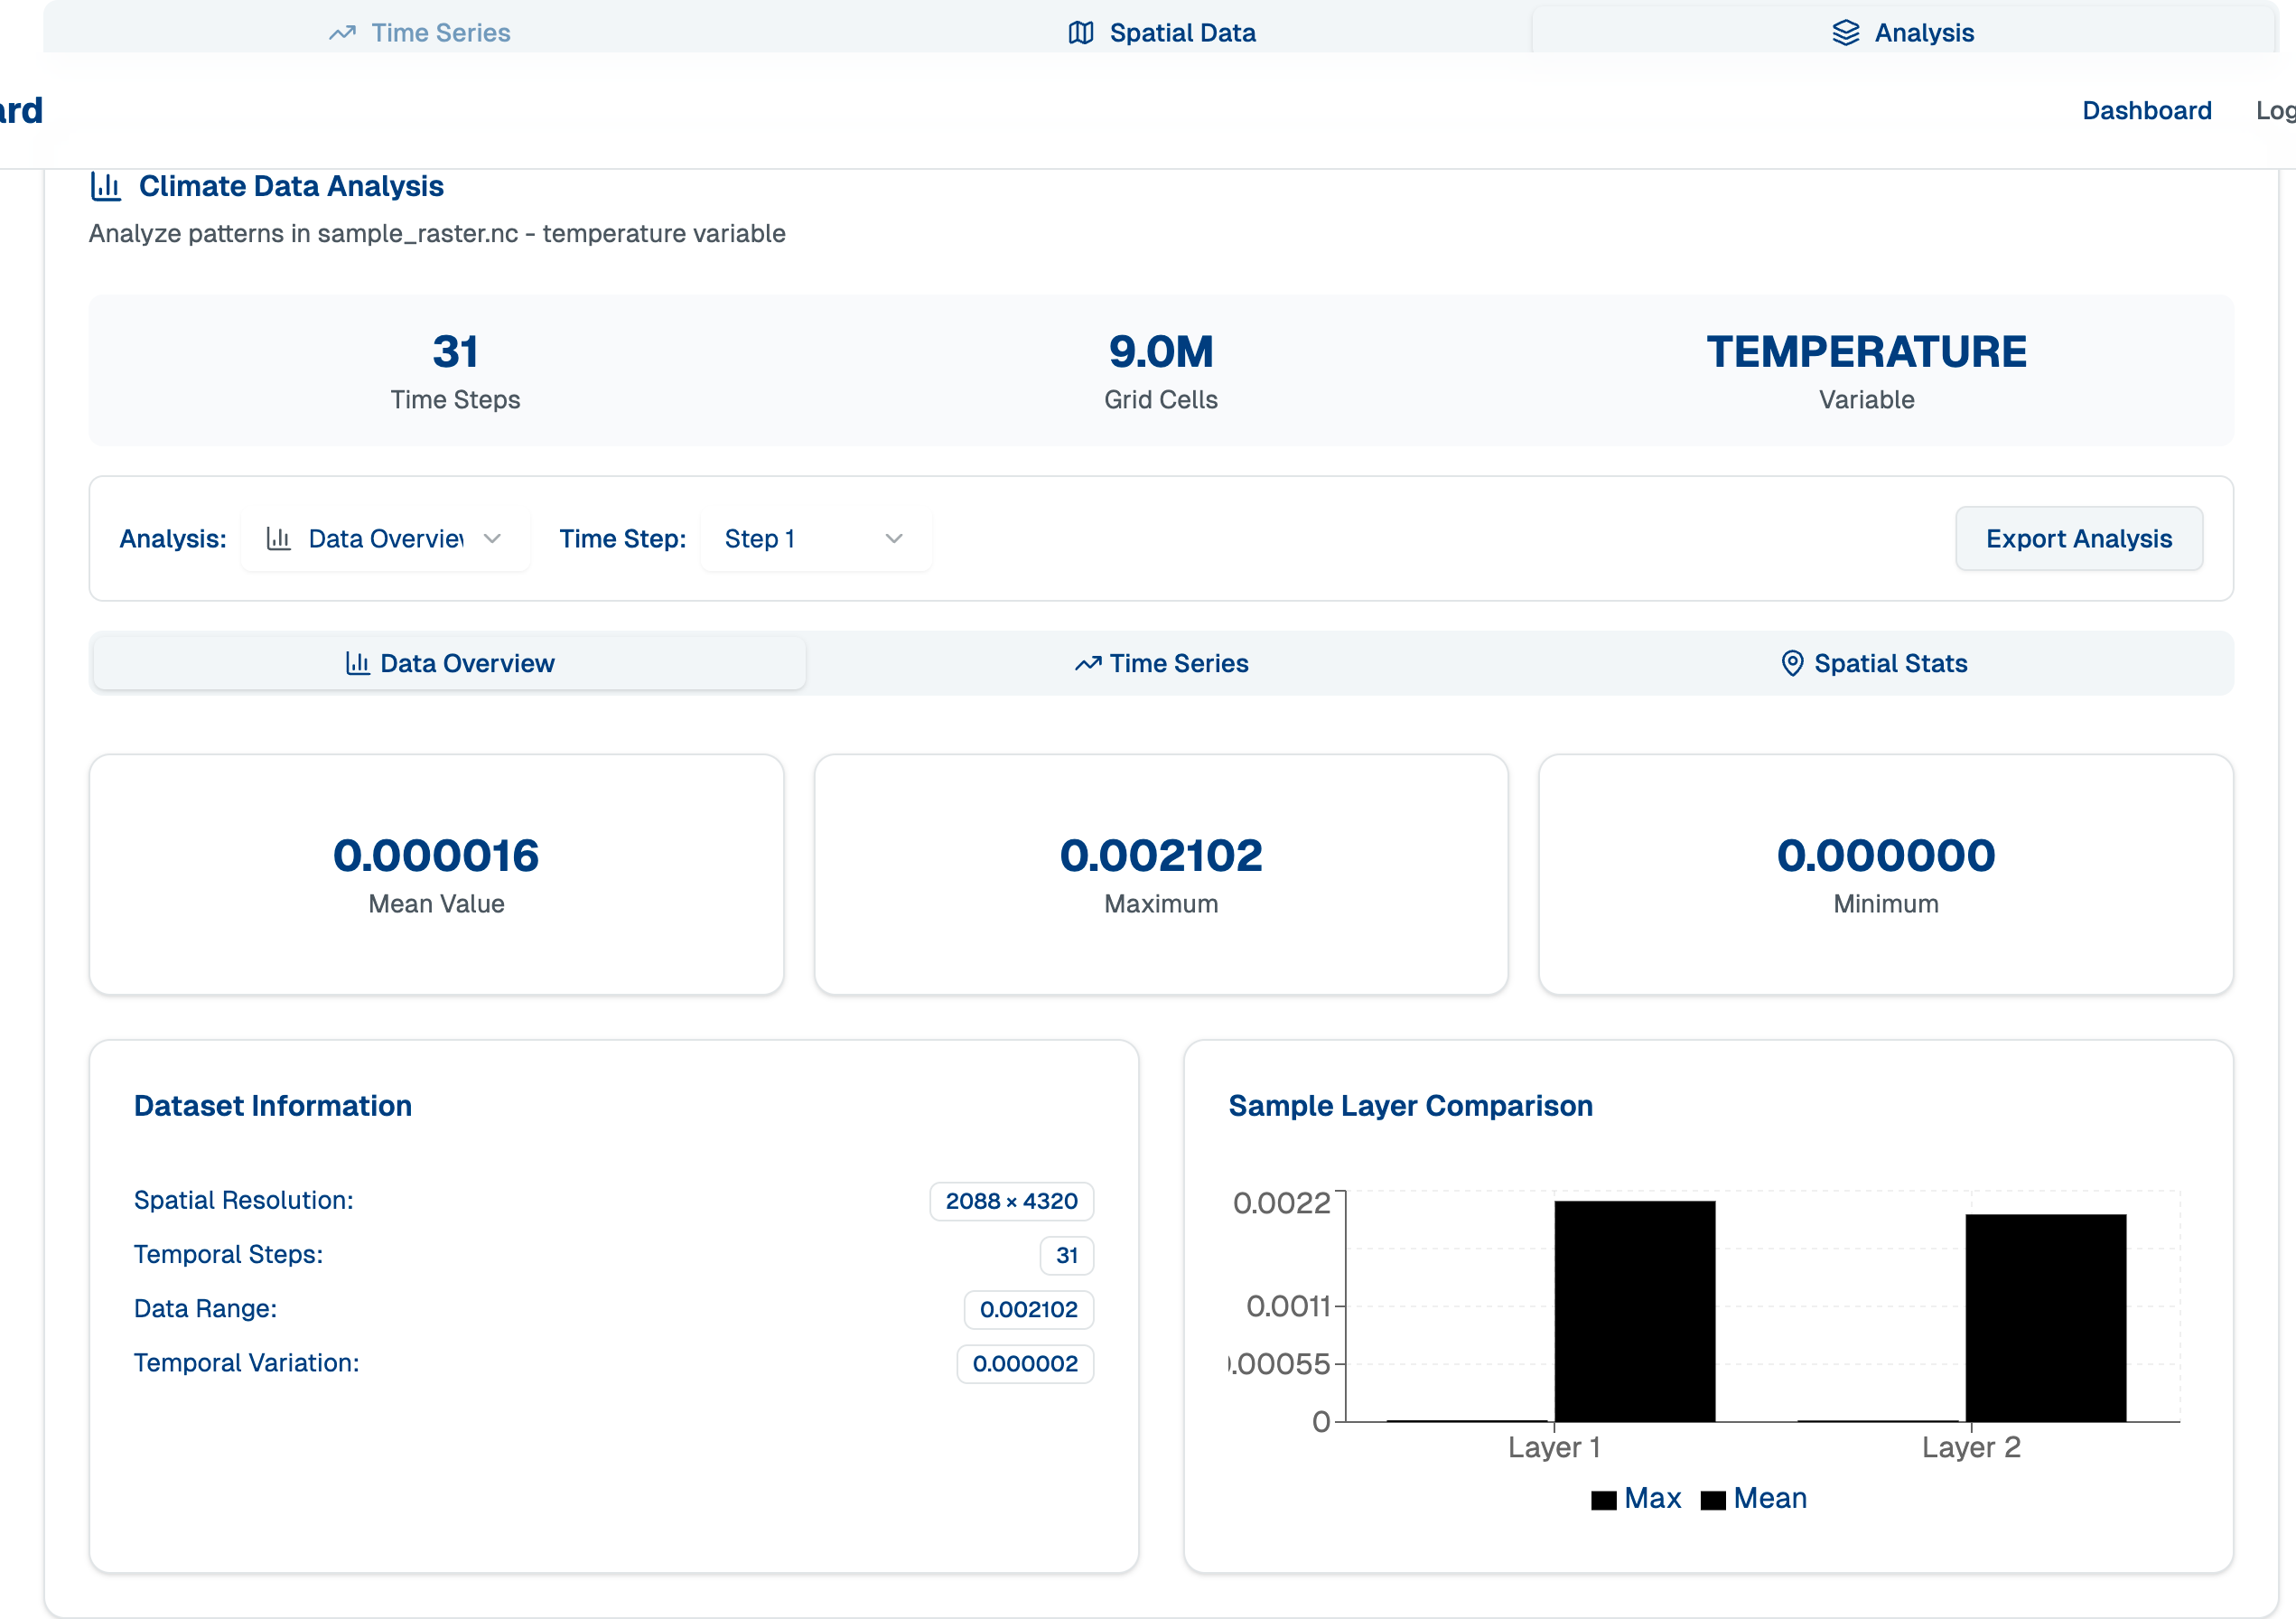 Time Series
Spatial Data
Analysis
ard
Dashboard
Log
Climate Data Analysis
Analyze patterns in sample_raster.nc - temperature variable
31
Time Steps
9.0M
Grid Cells
TEMPERATURE
Variable
Analysis:
Data Overview
Time Step:
Step 1
Export Analysis
Data Overview
Time Series
Spatial Stats
0.000016
Mean Value
0.002102
Maximum
0.000000
Minimum
Dataset Information
Spatial Resolution:
2088 × 4320
Temporal Steps:
31
Data Range:
0.002102
Temporal Variation:
0.000002
Sample Layer Comparison
0.0022
0.0011
.00055
0
Layer 1
Layer 2
Max
Mean